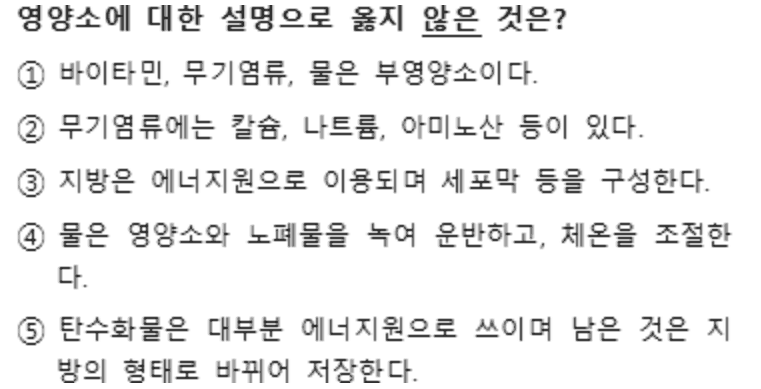 영양소에 대한 설명으로 옳지 않은 것은?
① 바이타민, 무기염류, 물은 부영양소이다.
② 무기염류에는 칼슘, 나트륨, 아미노산 등이 있다.
③ 지방은 에너지원으로 이용되며 세포막 등을 구성한다.
④ 물은 영양소와 노폐물을 녹여 운반하고, 체온을 조절한
다.
⑤ 탄수화물은 대부분 에너지원으로 쓰이며 남은 것은 지
방의 형태로 바뀌어 저장한다.